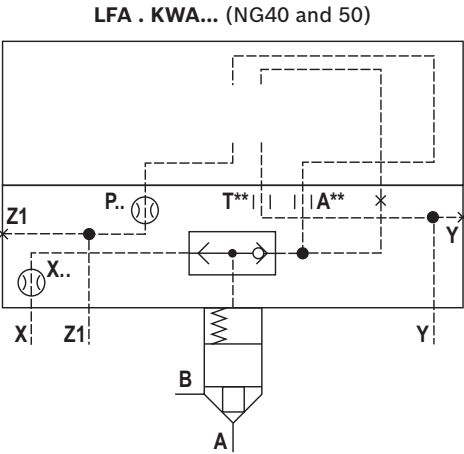 LFA . KWA... (NG40 and 50)
P..
T**
A**
Z1
Y
X..
X
Z1
Y
B
A